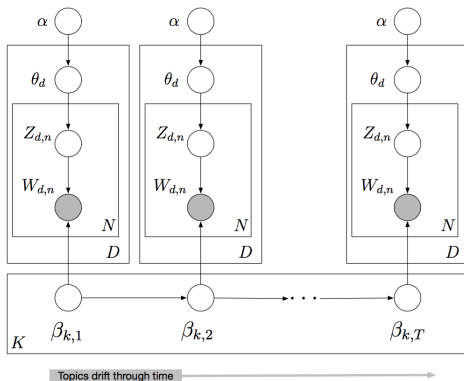 α α α
θ_d θ_d θ_d
Z_{d,n} Z_{d,n} Z_{d,n}
W_{d,n} W_{d,n} W_{d,n}
N N N
D D D
· · ·
K β_{k,1} β_{k,2} β_{k,T}
Topics drift through time